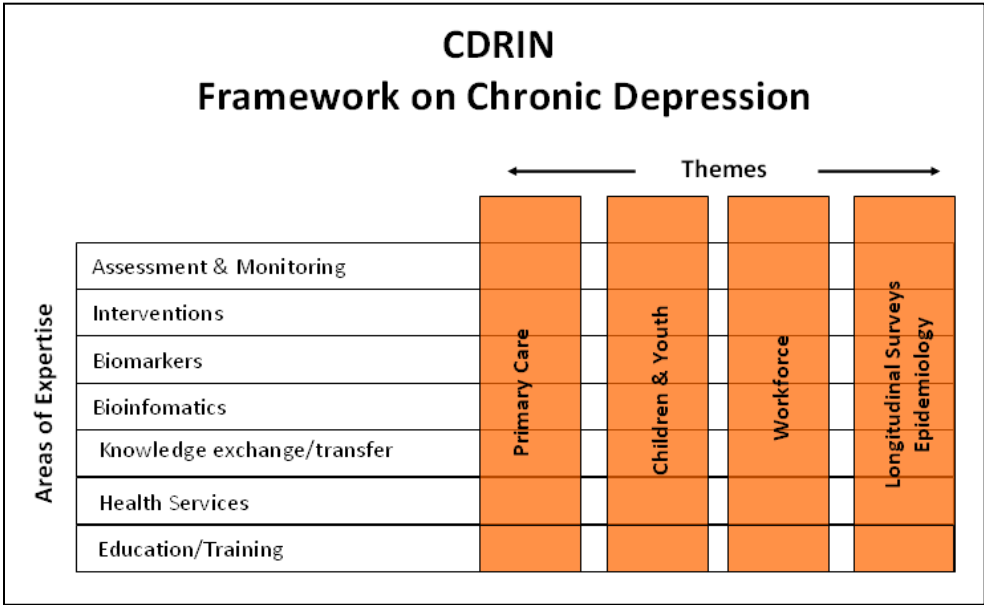 CDRIN
Framework on Chronic Depression
Themes
Areas of Expertise
Assessment & Monitoring
Interventions
Biomarkers
Bioinfomatics
Knowledge exchange/transfer
Health Services
Education/Training
Primary Care
Children & Youth
Workforce
Longitudinal Surveys
Epidemiology